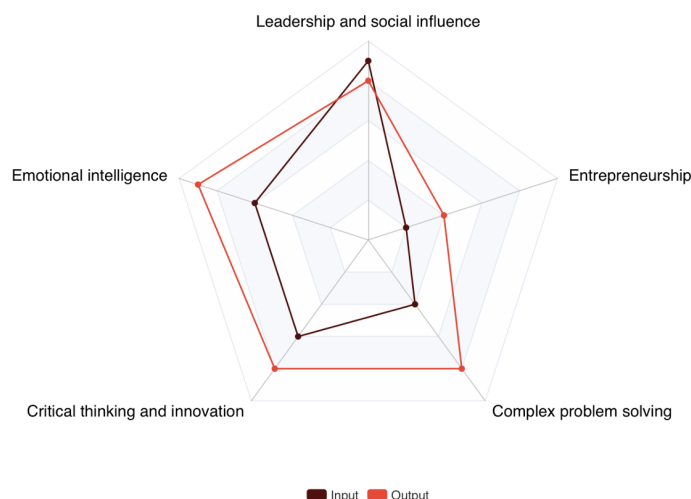 Leadership and social influence
Emotional intelligence
Entrepreneurship
Critical thinking and innovation
Complex problem solving
Input
Output